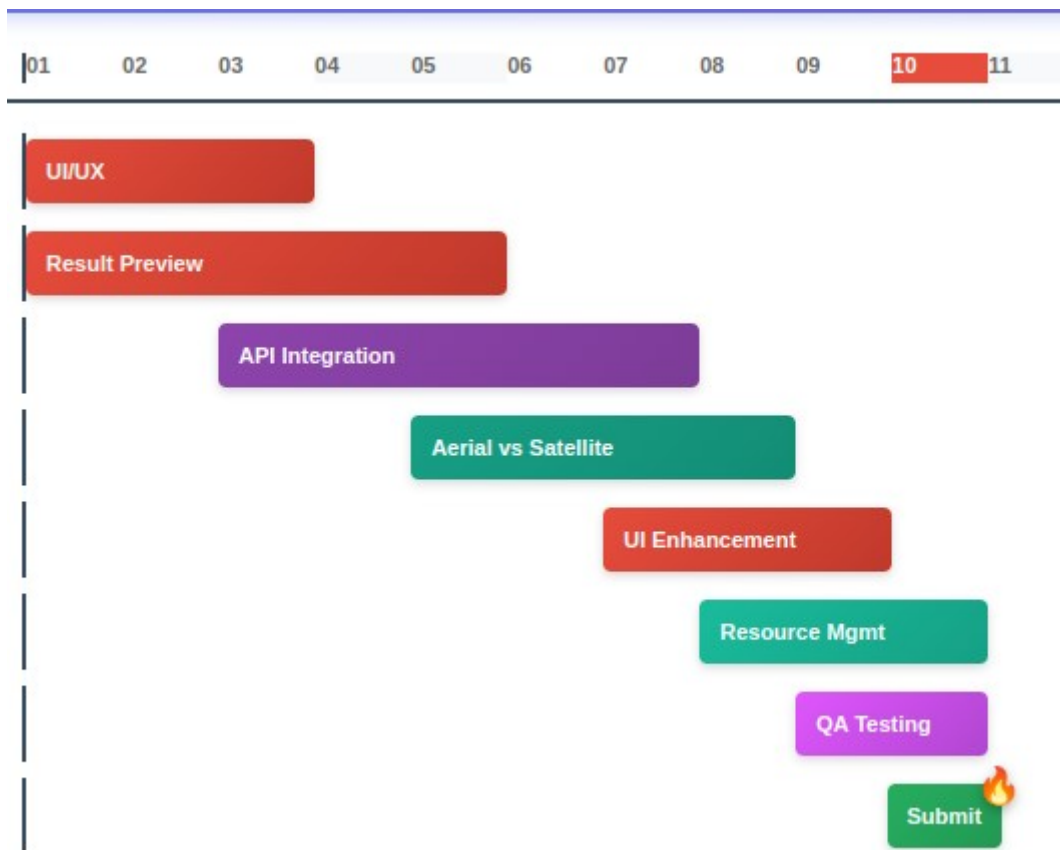 01 02 03 04 05 06 07 08 09 10 11
UI/UX
Result Preview
API Integration
Aerial vs Satellite
UI Enhancement
Resource Mgmt
QA Testing
Submit